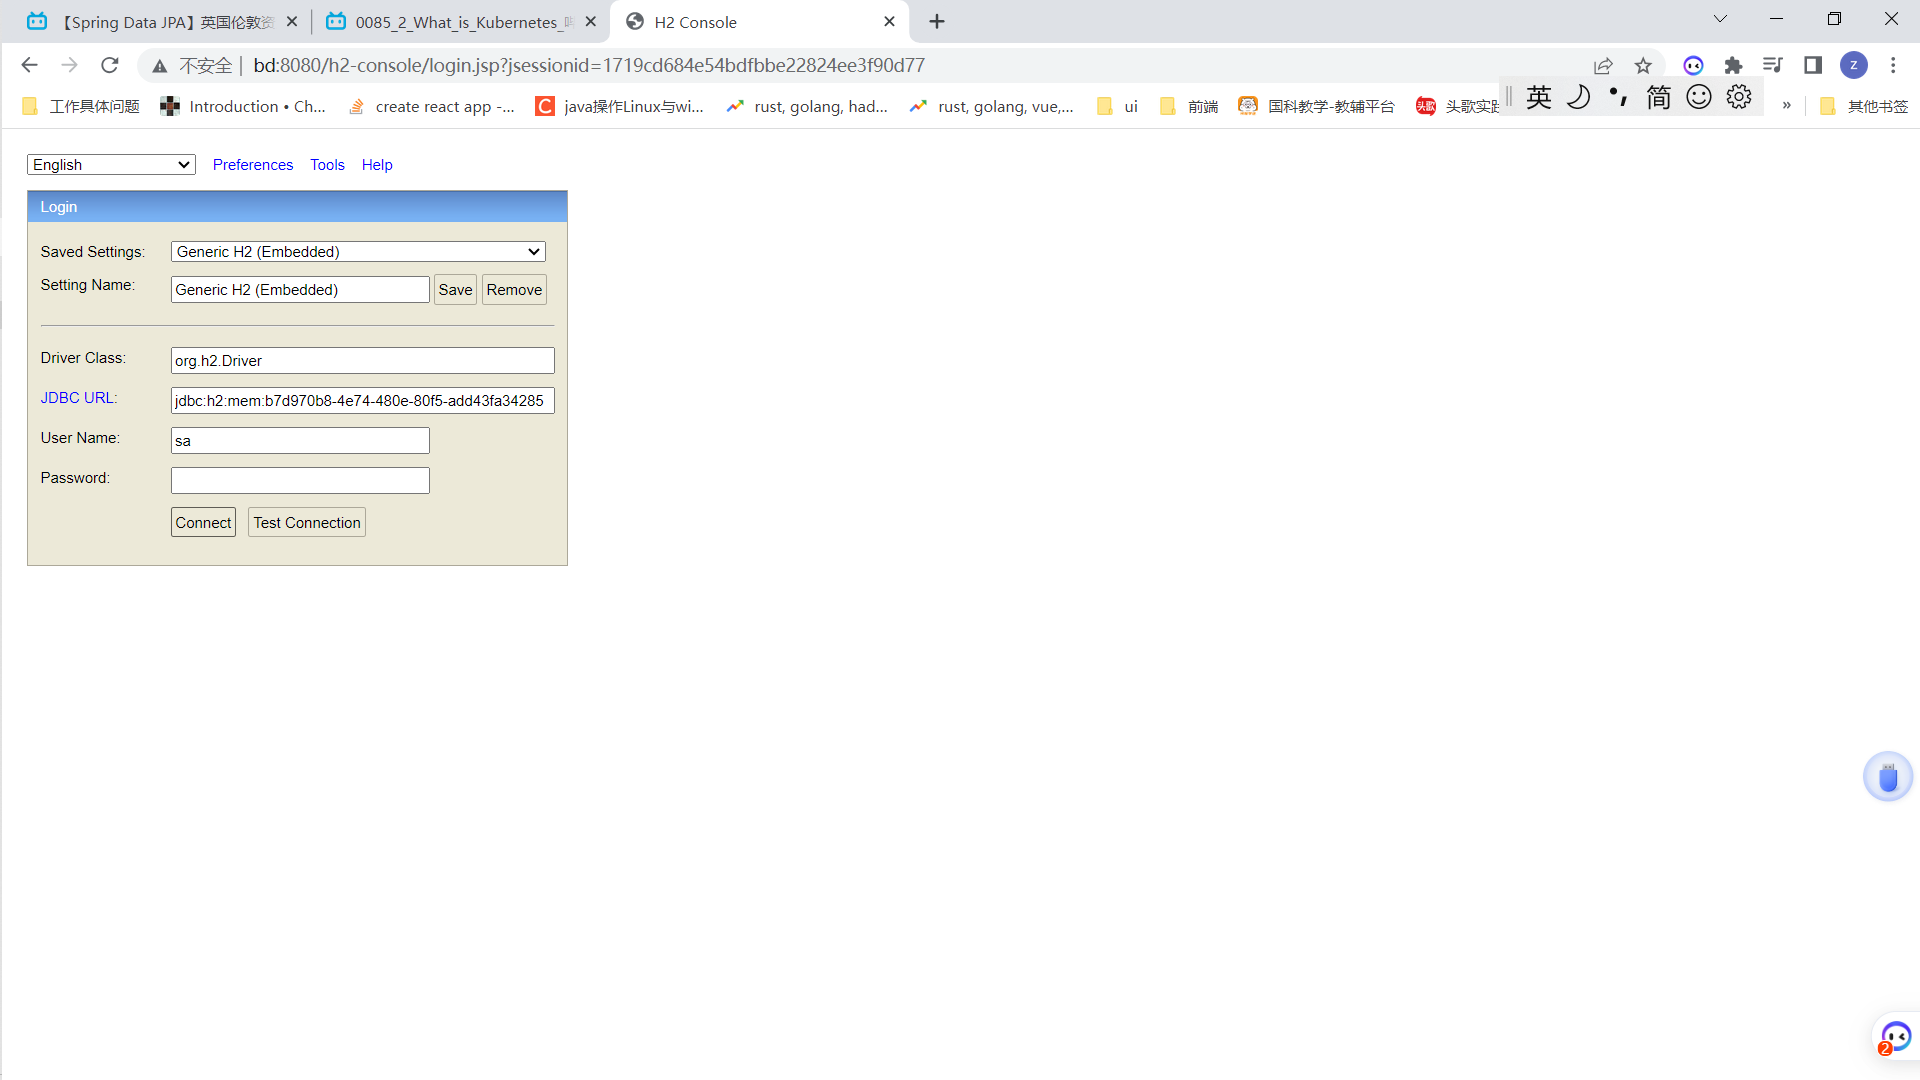 【Spring Data JPA】英国伦敦资
0085_2_What_is_Kubernetes_
H2 Console
不安全 | bd:8080/h2-console/login.jsp?jsessionid=1719cd684e54bdfbbe22824ee3f90d77
z
工作具体问题
Introduction • Ch...
create react app -...
C java操作Linux与wi...
rust, golang, had...
rust, golang, vue,...
ui
前端
国科教学-教辅平台
头歌 头歌实践
英
简
»
其他书签
English Preferences Tools Help
Login
Saved Settings: Generic H2 (Embedded)
Setting Name: Generic H2 (Embedded) Save Remove
Driver Class: org.h2.Driver
JDBC URL: jdbc:h2:mem:b7d970b8-4e74-480e-80f5-add43fa34285
User Name: sa
Password:
Connect Test Connection
2